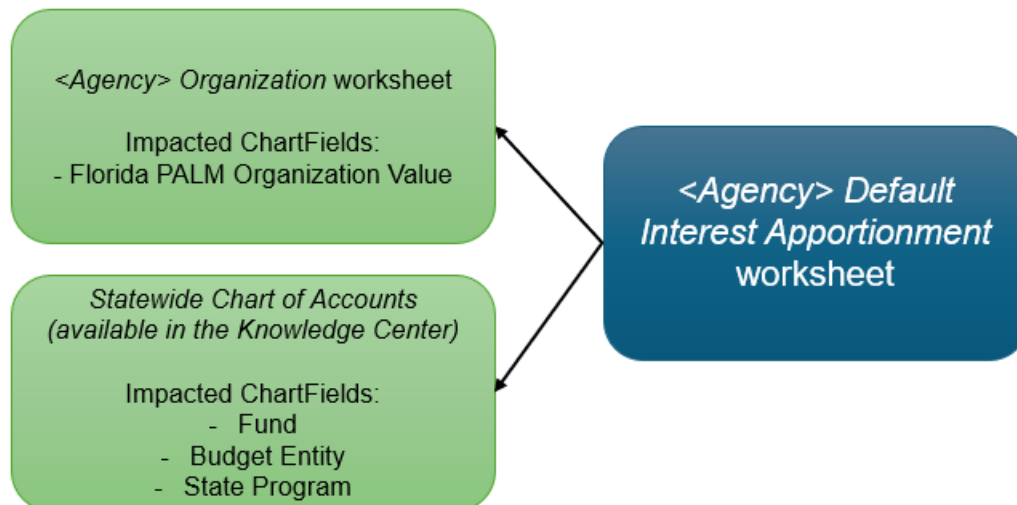 <Agency> Organization worksheet
Impacted ChartFields:
- Florida PALM Organization Value
Statewide Chart of Accounts
(available in the Knowledge Center)
Impacted ChartFields:
- Fund
- Budget Entity
- State Program
<Agency> Default
Interest Apportionment
worksheet